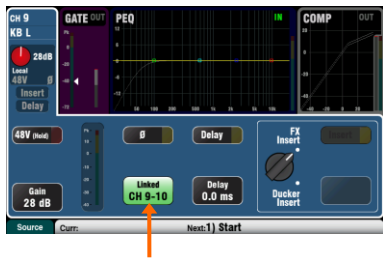 CH 9
KB L
28dB
Local
48V Ø
Insert
Delay
GATE OUT
PEQ
IN
COMP
OUT
48V (Hold)
Ø
Delay
FX
Insert
Gain
28 dB
Linked
CH 9-10
Delay
0.0 ms
Ducker
Insert
Source
Curr:
Next:1) Start